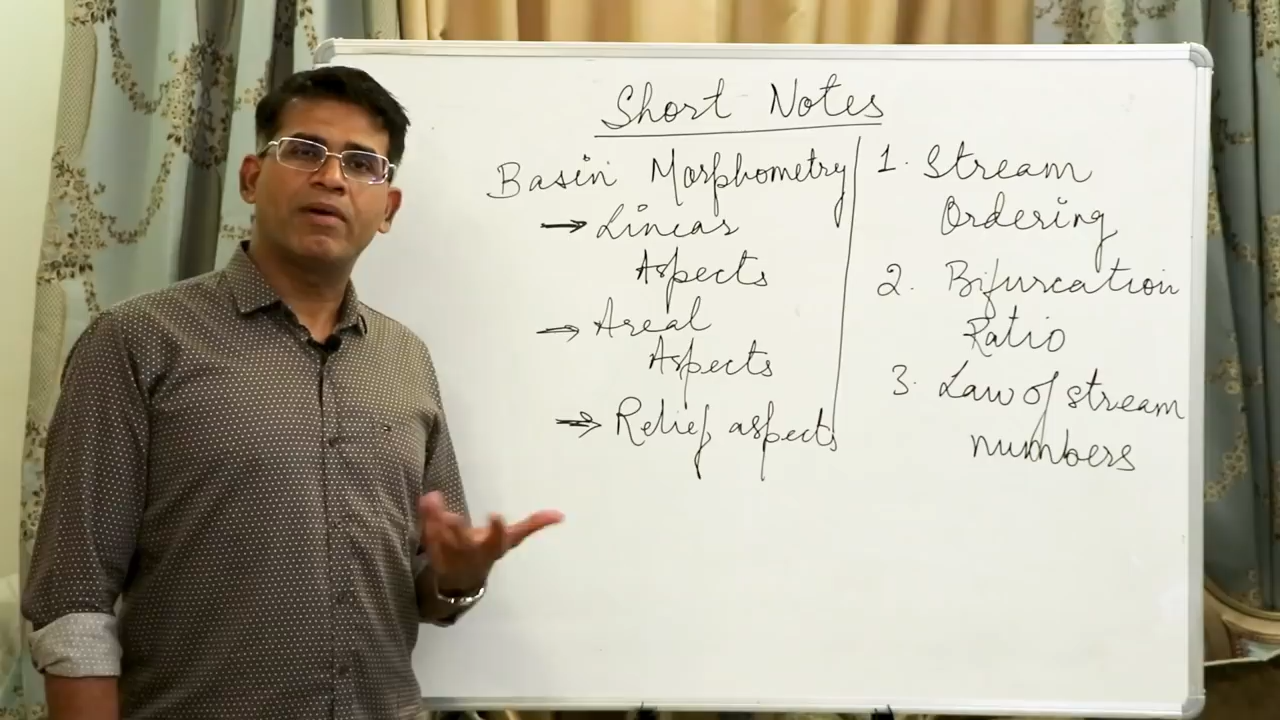 Short Notes
Basin Morphometry
→ Linear
Aspects
→ Areal
Aspects
⇒ Relief aspects
1. Stream
Ordering
2. Bifurcation
Ratio
3. Law of stream
numbers